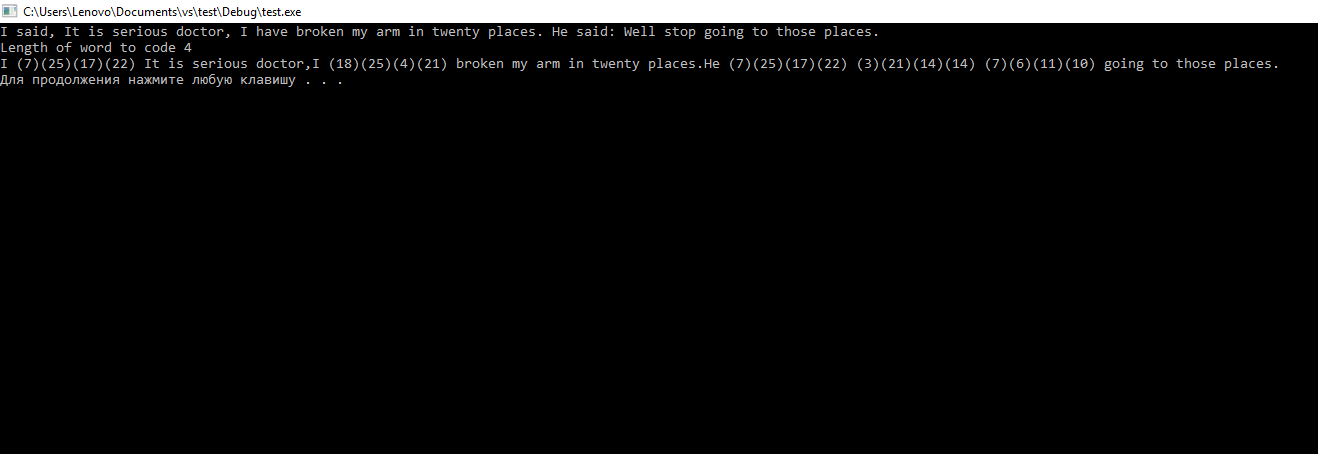 C:\Users\Lenovo\Documents\vs\test\Debug\test.exe
I said, It is serious doctor, I have broken my arm in twenty places. He said: Well stop going to those places.
Length of word to code 4
I (7)(25)(17)(22) It is serious doctor,I (18)(25)(4)(21) broken my arm in twenty places.He (7)(25)(17)(22) (3)(21)(14)(14) (7)(6)(11)(10) going to those places.
Для продолжения нажмите любую клавишу . . .